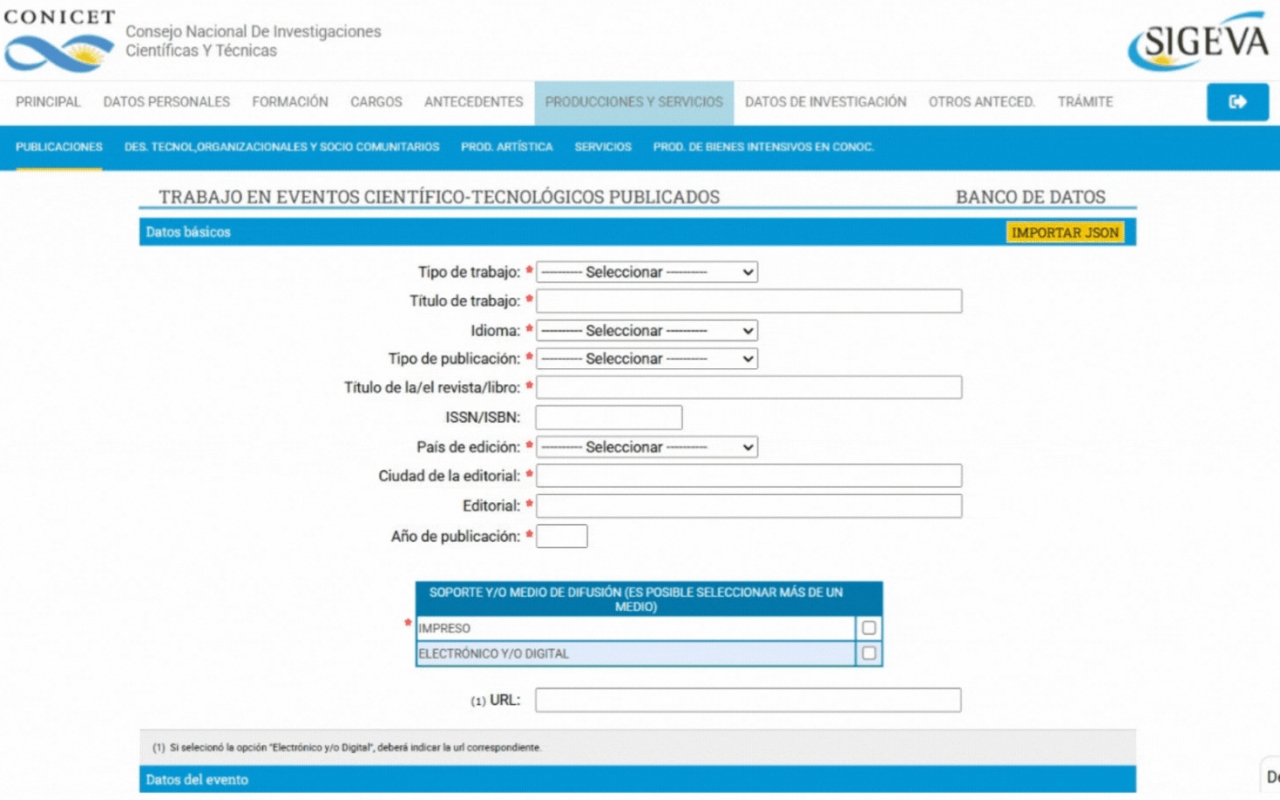 CONICET
Consejo Nacional De Investigaciones
Científicas Y Técnicas
SIGEVA
PRINCIPAL DATOS PERSONALES FORMACIÓN CARGOS ANTECEDENTES PRODUCCIONES Y SERVICIOS DATOS DE INVESTIGACIÓN OTROS ANTECED. TRÁMITE
PUBLICACIONES DES. TECNOL,ORGANIZACIONALES Y SOCIO COMUNITARIOS PROD. ARTÍSTICA SERVICIOS PROD. DE BIENES INTENSIVOS EN CONOC.
TRABAJO EN EVENTOS CIENTÍFICO-TECNOLÓGICOS PUBLICADOS BANCO DE DATOS
Datos básicos IMPORTAR JSON
Tipo de trabajo: * ---------- Seleccionar ----------
Título de trabajo: *
Idioma: * ---------- Seleccionar ----------
Tipo de publicación: * ---------- Seleccionar ----------
Título de la/el revista/libro: *
ISSN/ISBN:
País de edición: * ---------- Seleccionar ----------
Ciudad de la editorial: *
Editorial: *
Año de publicación: *
SOPORTE Y/O MEDIO DE DIFUSIÓN (ES POSIBLE SELECCIONAR MÁS DE UN
MEDIO)
* IMPRESO
ELECTRÓNICO Y/O DIGITAL
(1) URL:
(1) Si selecionó la opción "Electrónico y/o Digital", deberá indicar la url correspondiente.
Datos del evento